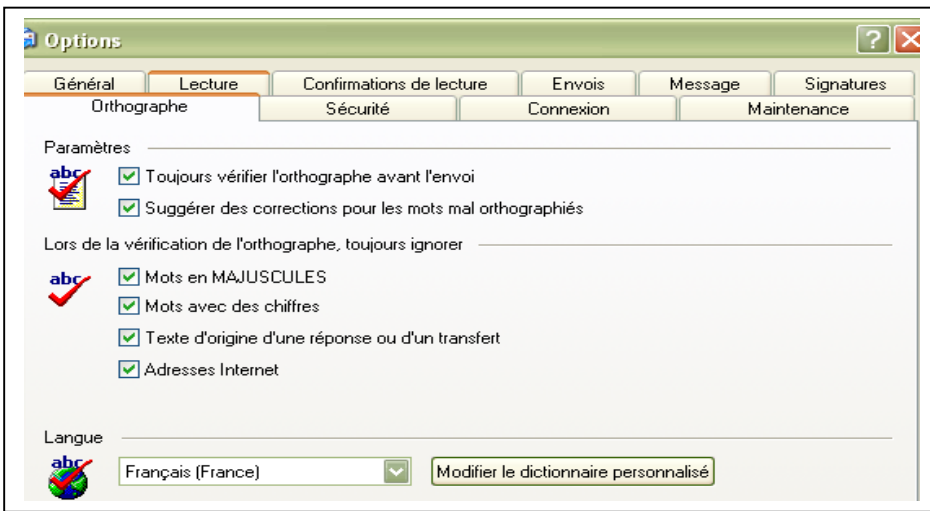 Options
Général Lecture Confirmations de lecture Envois Message Signatures
Orthographe Sécurité Connexion Maintenance
Paramètres
abc
Toujours vérifier l'orthographe avant l'envoi
Suggérer des corrections pour les mots mal orthographiés
Lors de la vérification de l'orthographe, toujours ignorer
abc
Mots en MAJUSCULES
Mots avec des chiffres
Texte d'origine d'une réponse ou d'un transfert
Adresses Internet
Langue
abc
Français (France) Modifier le dictionnaire personnalisé